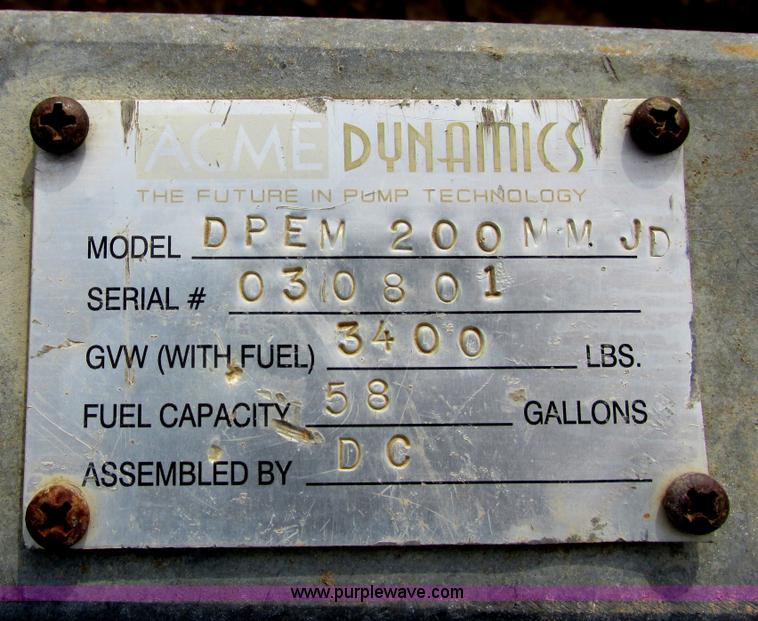 ACME DYNAMICS
THE FUTURE IN PUMP TECHNOLOGY
MODEL DPEM 200MM JD
SERIAL # 030801
GVW (WITH FUEL) 3400 LBS.
FUEL CAPACITY 58 GALLONS
ASSEMBLED BY DC
www.purplewave.com